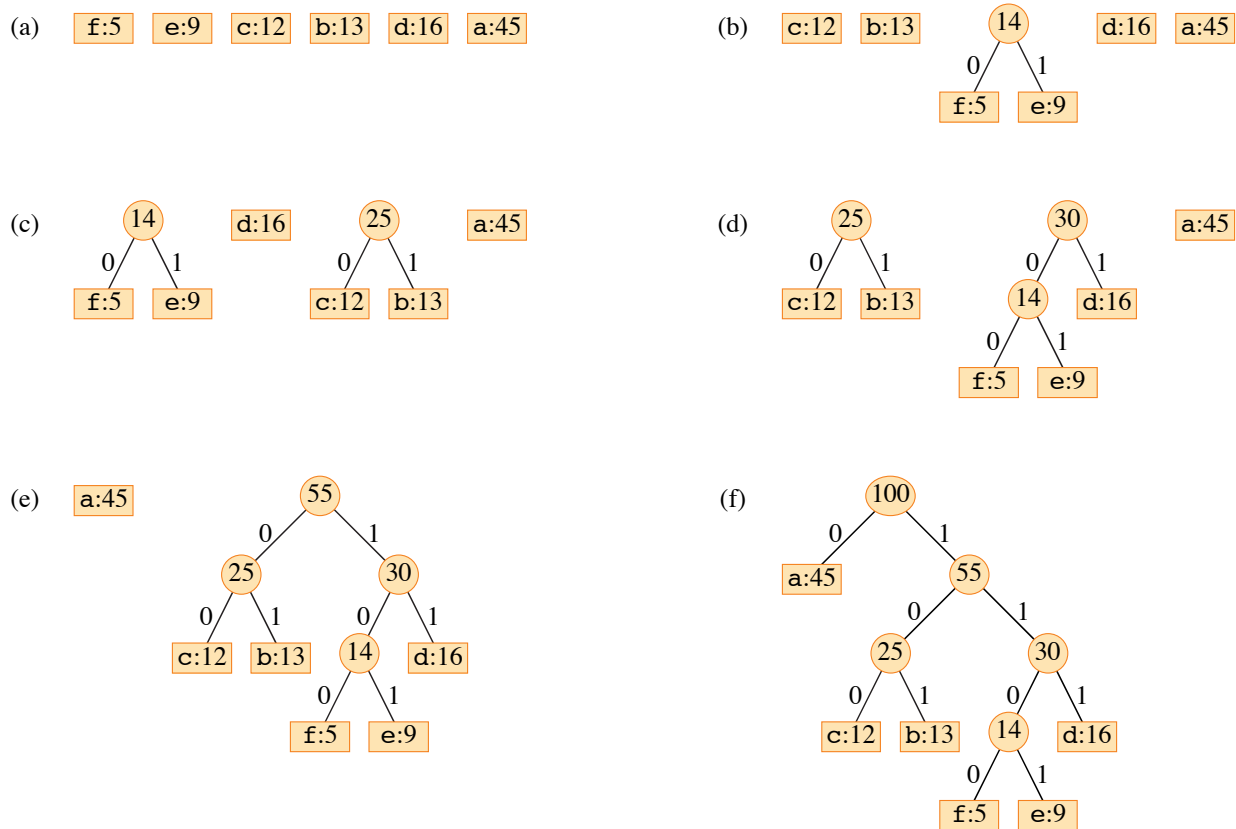 (a) f:5 e:9 c:12 b:13 d:16 a:45
(b) c:12 b:13 14 d:16 a:45
0 1
f:5 e:9
(c) 14 d:16 25 a:45
0 1 0 1
f:5 e:9 c:12 b:13
(d) 25 30 a:45
0 1 0 1
c:12 b:13 14 d:16
0 1
f:5 e:9
(e) a:45 55
0 1
25 30
0 1 0 1
c:12 b:13 14 d:16
0 1
f:5 e:9
(f) 100
0 1
a:45 55
0 1
25 30
0 1 0 1
c:12 b:13 14 d:16
0 1
f:5 e:9